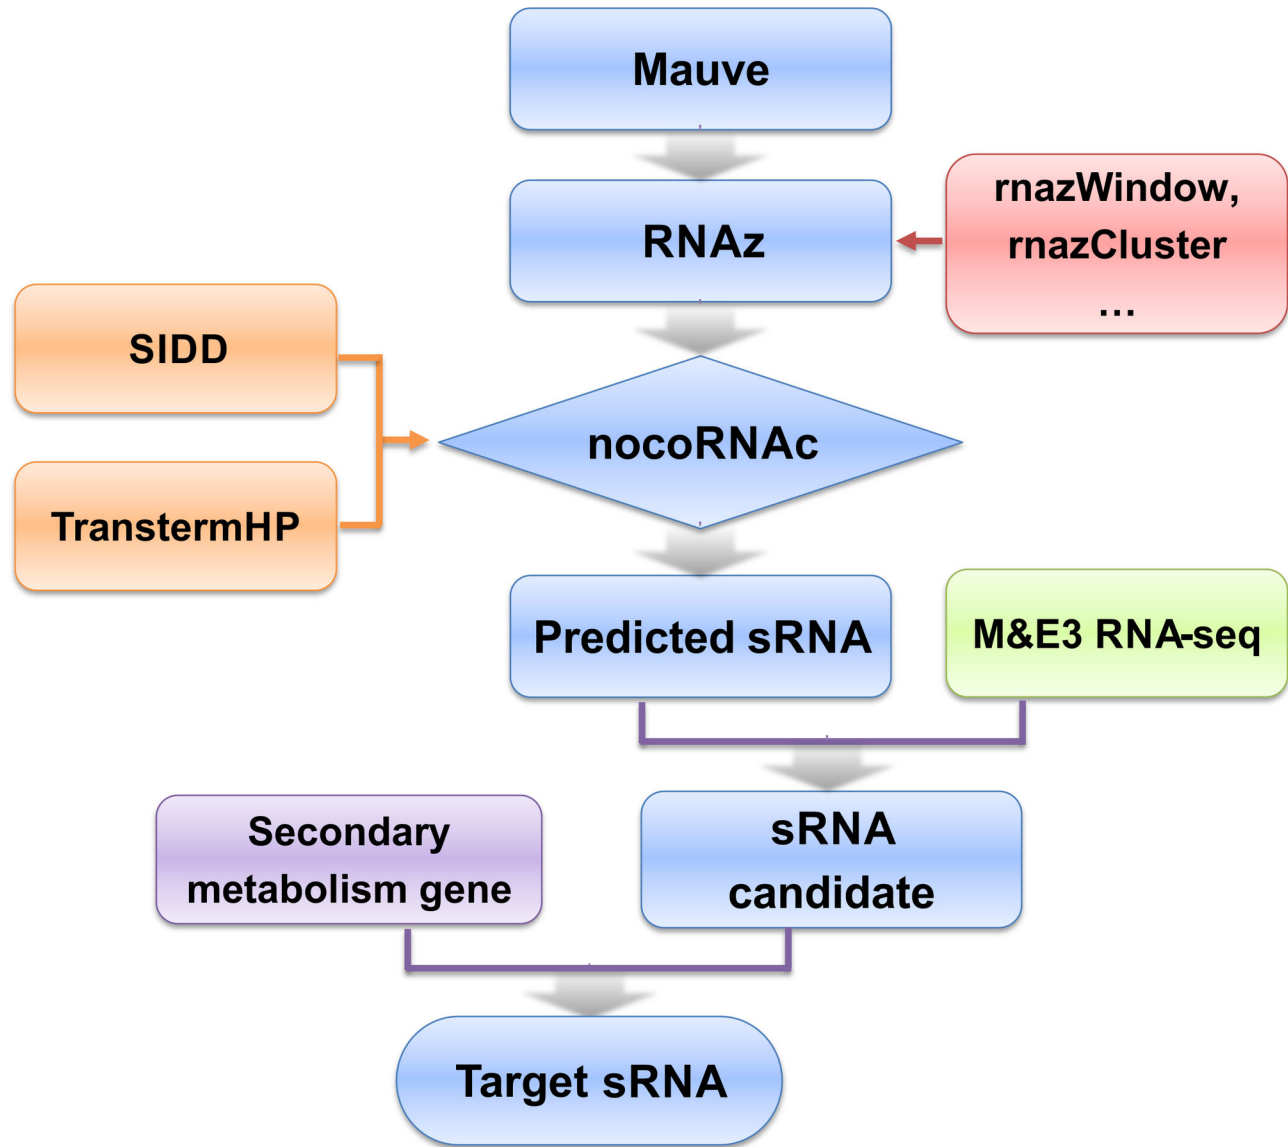 Mauve
RNAz
rnazWindow,
rnazCluster
...
SIDD
nocoRNAc
TranstermHP
Predicted sRNA
M&E3 RNA-seq
Secondary
metabolism gene
sRNA
candidate
Target sRNA